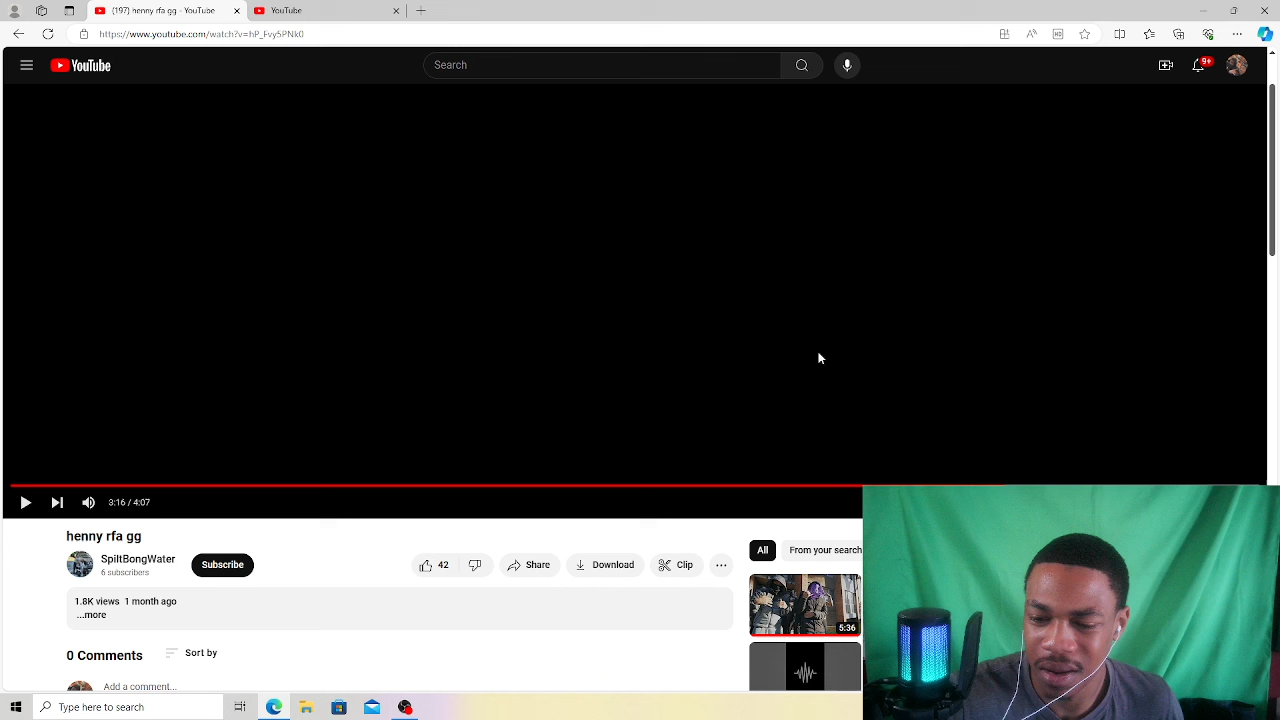 (197) henny rfa gg - YouTube
YouTube
https://www.youtube.com/watch?v=hP_Fvy5PNk0
YouTube
Search
9+
3:16 / 4:07
henny rfa gg
SpiltBongWater
6 subscribers
Subscribe
42
Share
Download
Clip
All
From your search
1.8K views 1 month ago
...more
5:36
0 Comments
Sort by
Add a comment...
Type here to search